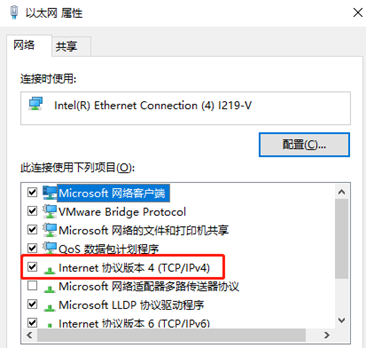 以太网 属性
网络 共享
连接时使用:
Intel(R) Ethernet Connection (4) I219-V
配置(C)...
此连接使用下列项目(O):
Microsoft 网络客户端
VMware Bridge Protocol
Microsoft 网络的文件和打印机共享
QoS 数据包计划程序
Internet 协议版本 4 (TCP/IPv4)
Microsoft 网络适配器多路传送器协议
Microsoft LLDP 协议驱动程序
Internet 协议版本 6 (TCP/IPv6)